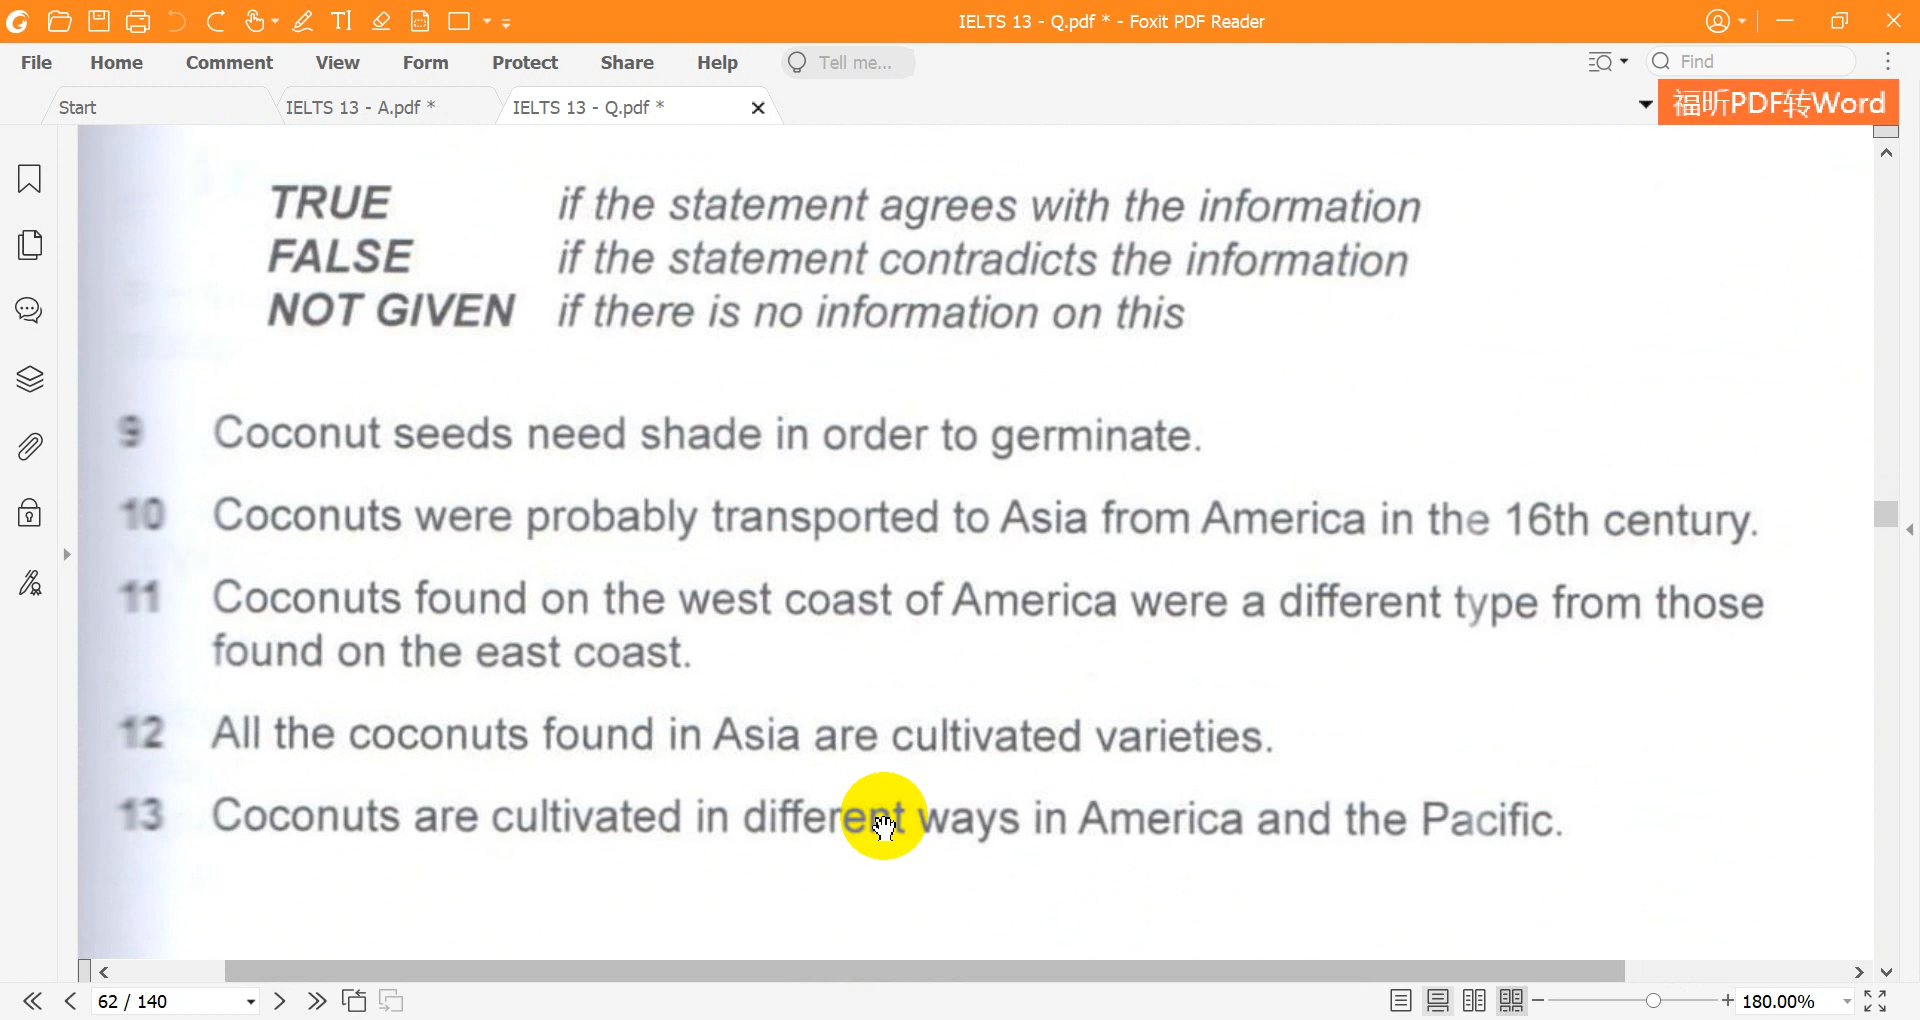 IELTS 13 - Q.pdf * - Foxit PDF Reader
File Home Comment View Form Protect Share Help Tell me... Find
Start IELTS 13 - A.pdf * IELTS 13 - Q.pdf * 福昕PDF转Word
TRUE if the statement agrees with the information
FALSE if the statement contradicts the information
NOT GIVEN if there is no information on this
9 Coconut seeds need shade in order to germinate.
10 Coconuts were probably transported to Asia from America in the 16th century.
11 Coconuts found on the west coast of America were a different type from those
found on the east coast.
12 All the coconuts found in Asia are cultivated varieties.
13 Coconuts are cultivated in different ways in America and the Pacific.
62 / 140 180.00%